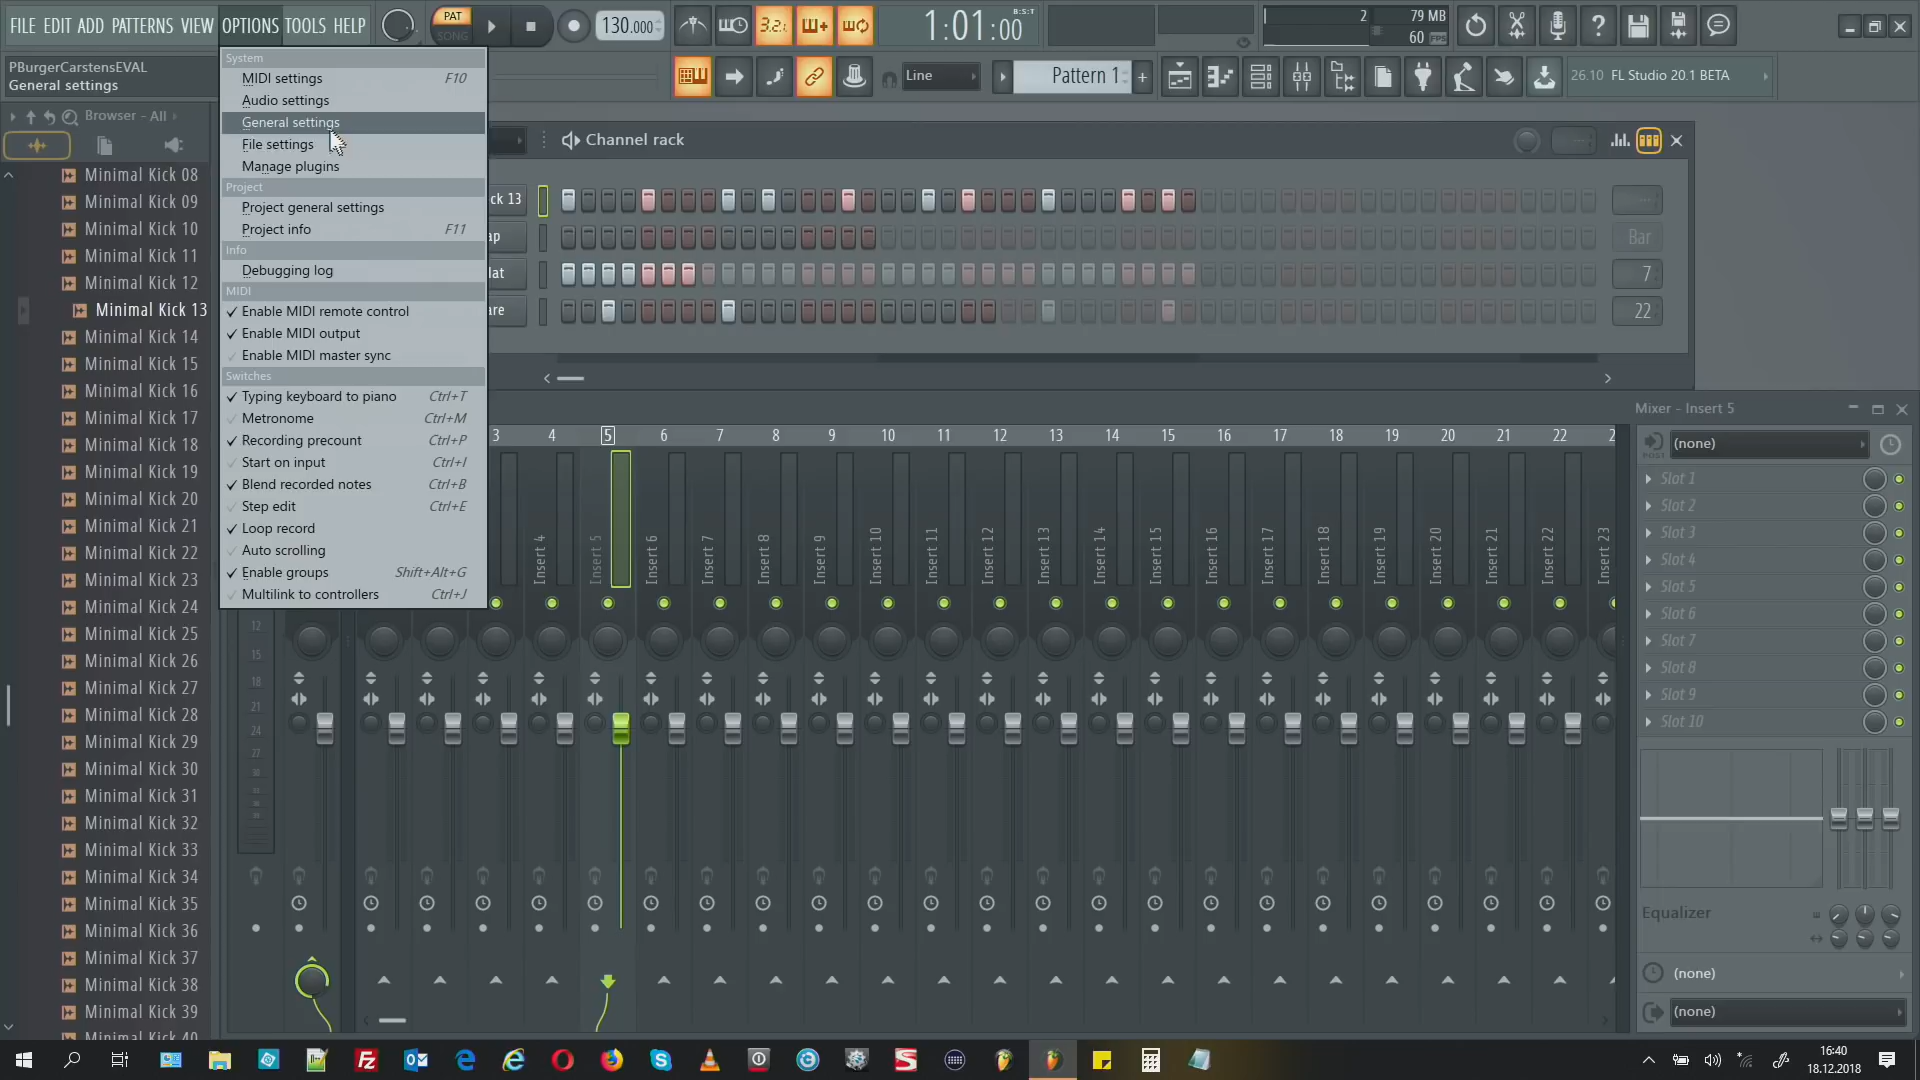 FILE EDIT ADD PATTERNS VIEW OPTIONS TOOLS HELP
PAT
SONG
130.000
3.2.
1:01:00
B:S:T
2
79 MB
60
FPS
PBurgerCarstensEVAL
General settings
Line
Pattern 1
26.10 FL Studio 20.1 BETA
Browser - All
Minimal Kick 08
Minimal Kick 09
Minimal Kick 10
Minimal Kick 11
Minimal Kick 12
Minimal Kick 13
Minimal Kick 14
Minimal Kick 15
Minimal Kick 16
Minimal Kick 17
Minimal Kick 18
Minimal Kick 19
Minimal Kick 20
Minimal Kick 21
Minimal Kick 22
Minimal Kick 23
Minimal Kick 24
Minimal Kick 25
Minimal Kick 26
Minimal Kick 27
Minimal Kick 28
Minimal Kick 29
Minimal Kick 30
Minimal Kick 31
Minimal Kick 32
Minimal Kick 33
Minimal Kick 34
Minimal Kick 35
Minimal Kick 36
Minimal Kick 37
Minimal Kick 38
Minimal Kick 39
Minimal Kick 40
System
MIDI settings F10
Audio settings
General settings
File settings
Manage plugins
Project
Project general settings
Project info F11
Info
Debugging log
MIDI
Enable MIDI remote control
Enable MIDI output
Enable MIDI master sync
Switches
Typing keyboard to piano Ctrl+T
Metronome Ctrl+M
Recording precount Ctrl+P
Start on input Ctrl+I
Blend recorded notes Ctrl+B
Step edit Ctrl+E
Loop record
Auto scrolling
Enable groups Shift+Alt+G
Multilink to controllers Ctrl+J
Channel rack
ck 13
ap
Bar
lat
7
are
22
3 4 5 6 7 8 9 10 11 12 13 14 15 16 17 18 19 20 21 22 2
Insert 4
Insert 5
Insert 6
Insert 7
Insert 8
Insert 9
Insert 10
Insert 11
Insert 12
Insert 13
Insert 14
Insert 15
Insert 16
Insert 17
Insert 18
Insert 19
Insert 20
Insert 21
Insert 22
Insert 23
12
15
18
21
24
27
Mixer - Insert 5
POST
(none)
Slot 1
Slot 2
Slot 3
Slot 4
Slot 5
Slot 6
Slot 7
Slot 8
Slot 9
Slot 10
Equalizer
(none)
(none)
16:40
18.12.2018